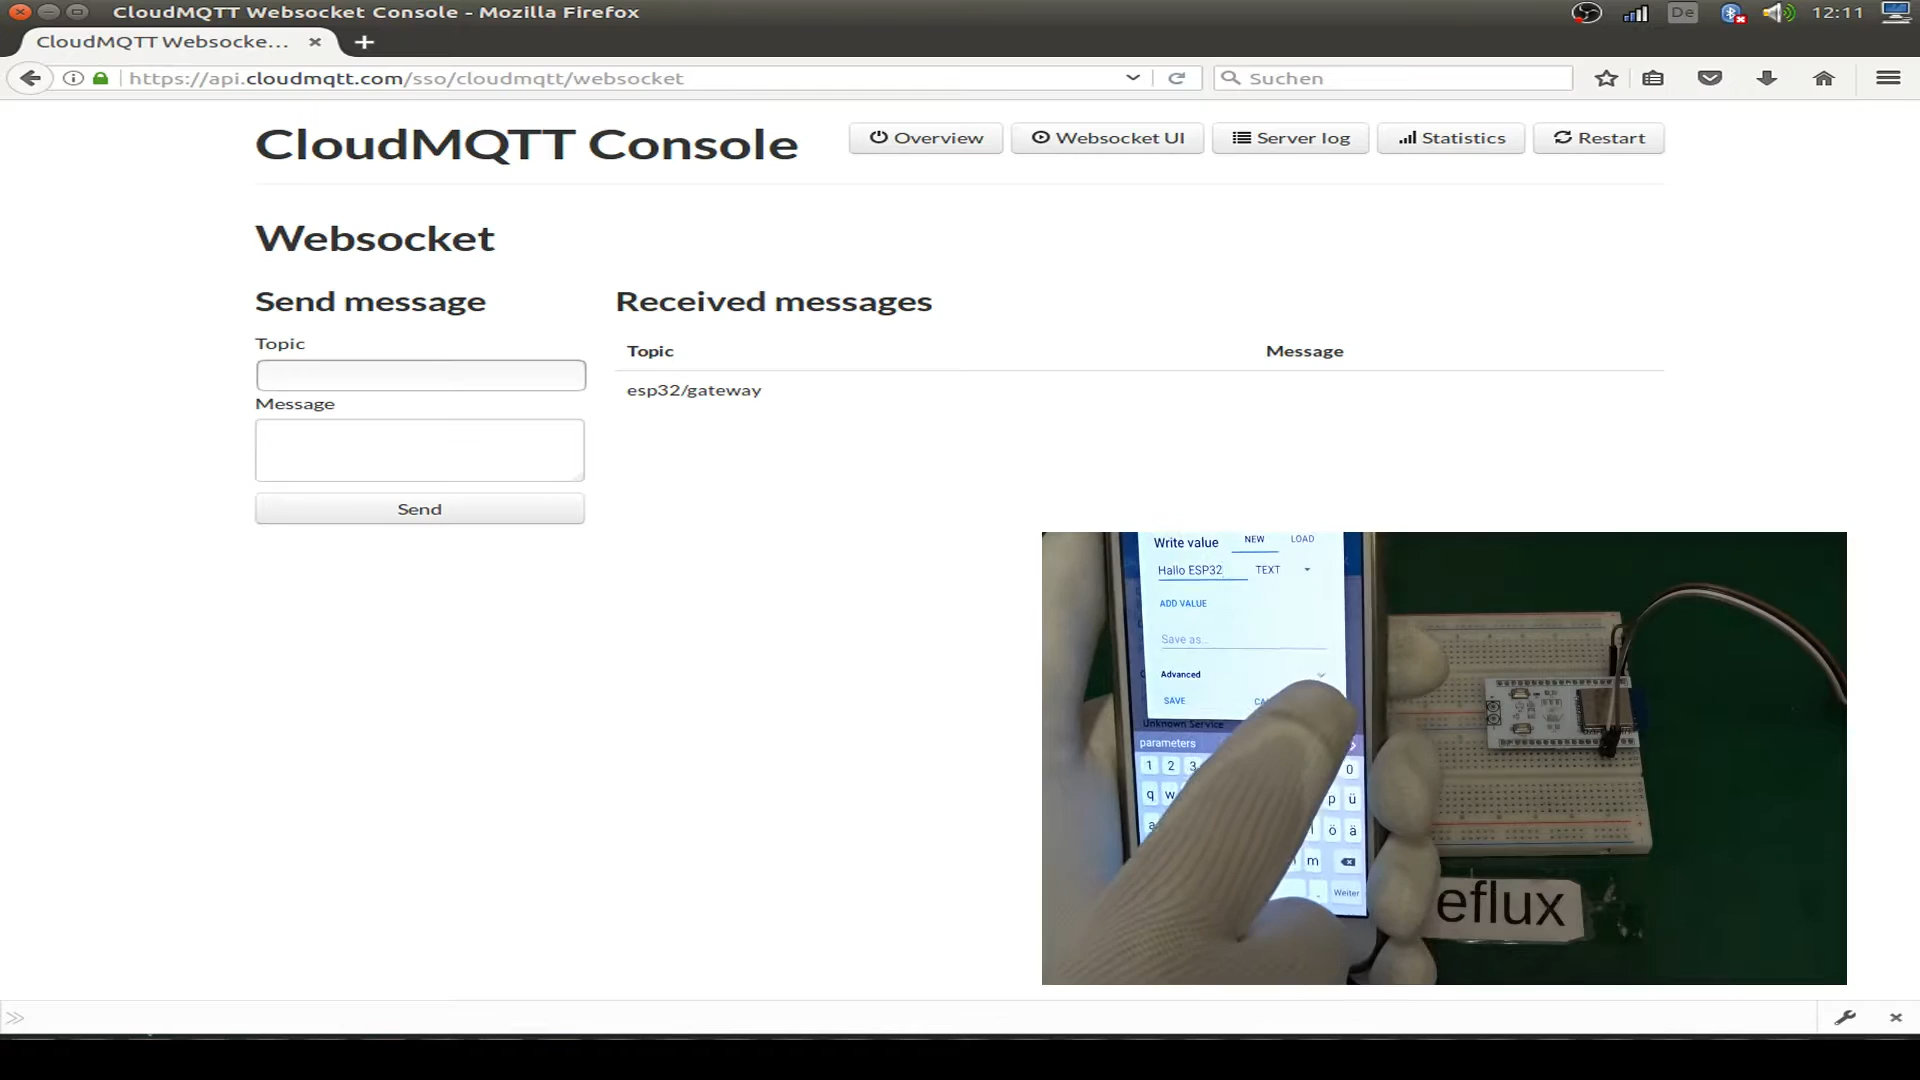 CloudMQTT Websocket Console - Mozilla Firefox
De
12:11
CloudMQTT Websocke...
https://api.cloudmqtt.com/sso/cloudmqtt/websocket
Suchen
CloudMQTT Console
Overview
Websocket UI
Server log
Statistics
Restart
Websocket
Send message
Received messages
Topic
Topic
Message
esp32/gateway
Message
Send
Write value
NEW
LOAD
Hallo ESP32
TEXT
ADD VALUE
Save as...
Advanced
SAVE
Unknown Service
parameters
1 2 3 0
q w p ü
a ö ä
m
Weiter
eflux